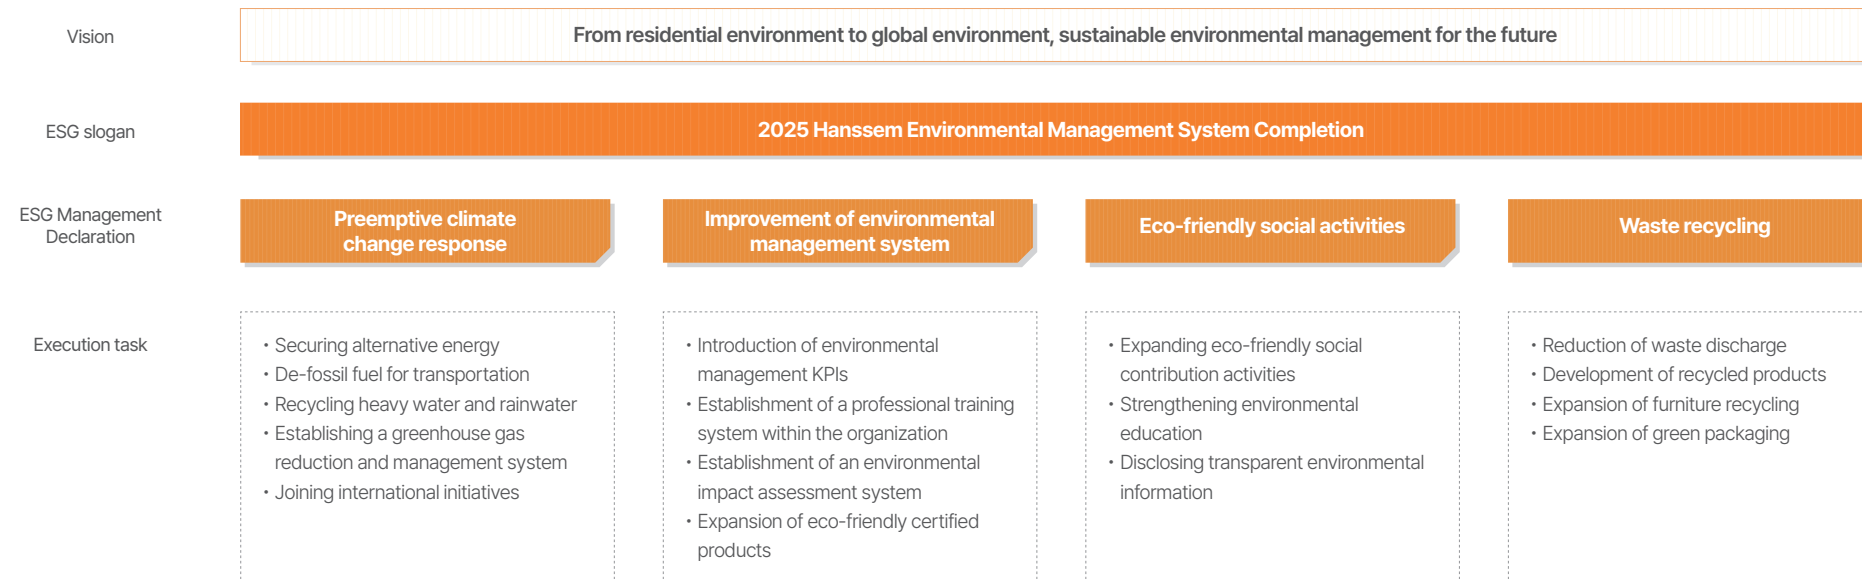 Vision
From residential environment to global environment, sustainable environmental management for the future
ESG slogan
2025 Hanssem Environmental Management System Completion
ESG Management
Declaration
Preemptive climate
change response
Improvement of environmental
management system
Eco-friendly social activities
Waste recycling
Execution task
• Securing alternative energy
• De-fossil fuel for transportation
• Recycling heavy water and rainwater
• Establishing a greenhouse gas
reduction and management system
• Joining international initiatives
• Introduction of environmental
management KPIs
• Establishment of a professional training
system within the organization
• Establishment of an environmental
impact assessment system
• Expansion of eco-friendly certified
products
• Expanding eco-friendly social
contribution activities
• Strengthening environmental
education
• Disclosing transparent environmental
information
• Reduction of waste discharge
• Development of recycled products
• Expansion of furniture recycling
• Expansion of green packaging